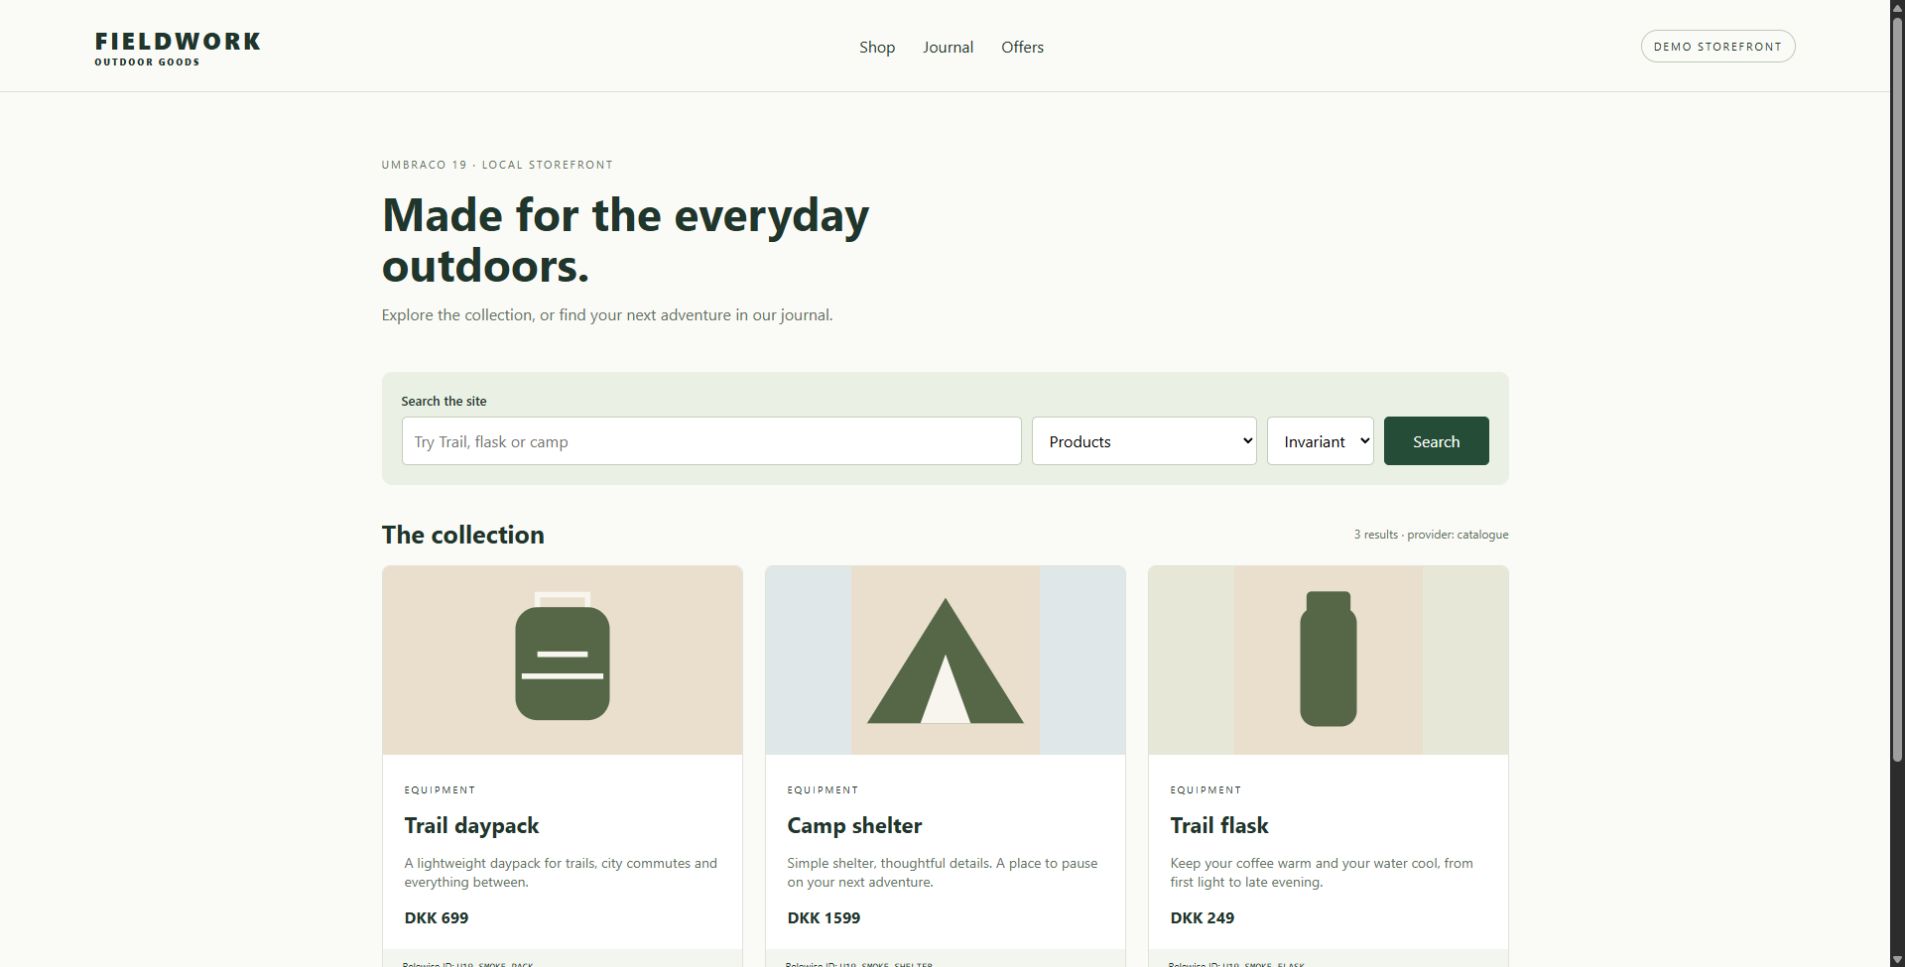 FIELDWORK
OUTDOOR GOODS
Shop
Journal
Offers
DEMO STOREFRONT
UMBRACO 19 · LOCAL STOREFRONT
Made for the everyday
outdoors.
Explore the collection, or find your next adventure in our journal.
Search the site
Try Trail, flask or camp
Products
Invariant
Search
The collection
3 results · provider: catalogue
EQUIPMENT
Trail daypack
A lightweight daypack for trails, city commutes and
everything between.
DKK 699
EQUIPMENT
Camp shelter
Simple shelter, thoughtful details. A place to pause
on your next adventure.
DKK 1599
EQUIPMENT
Trail flask
Keep your coffee warm and your water cool, from
first light to late evening.
DKK 249